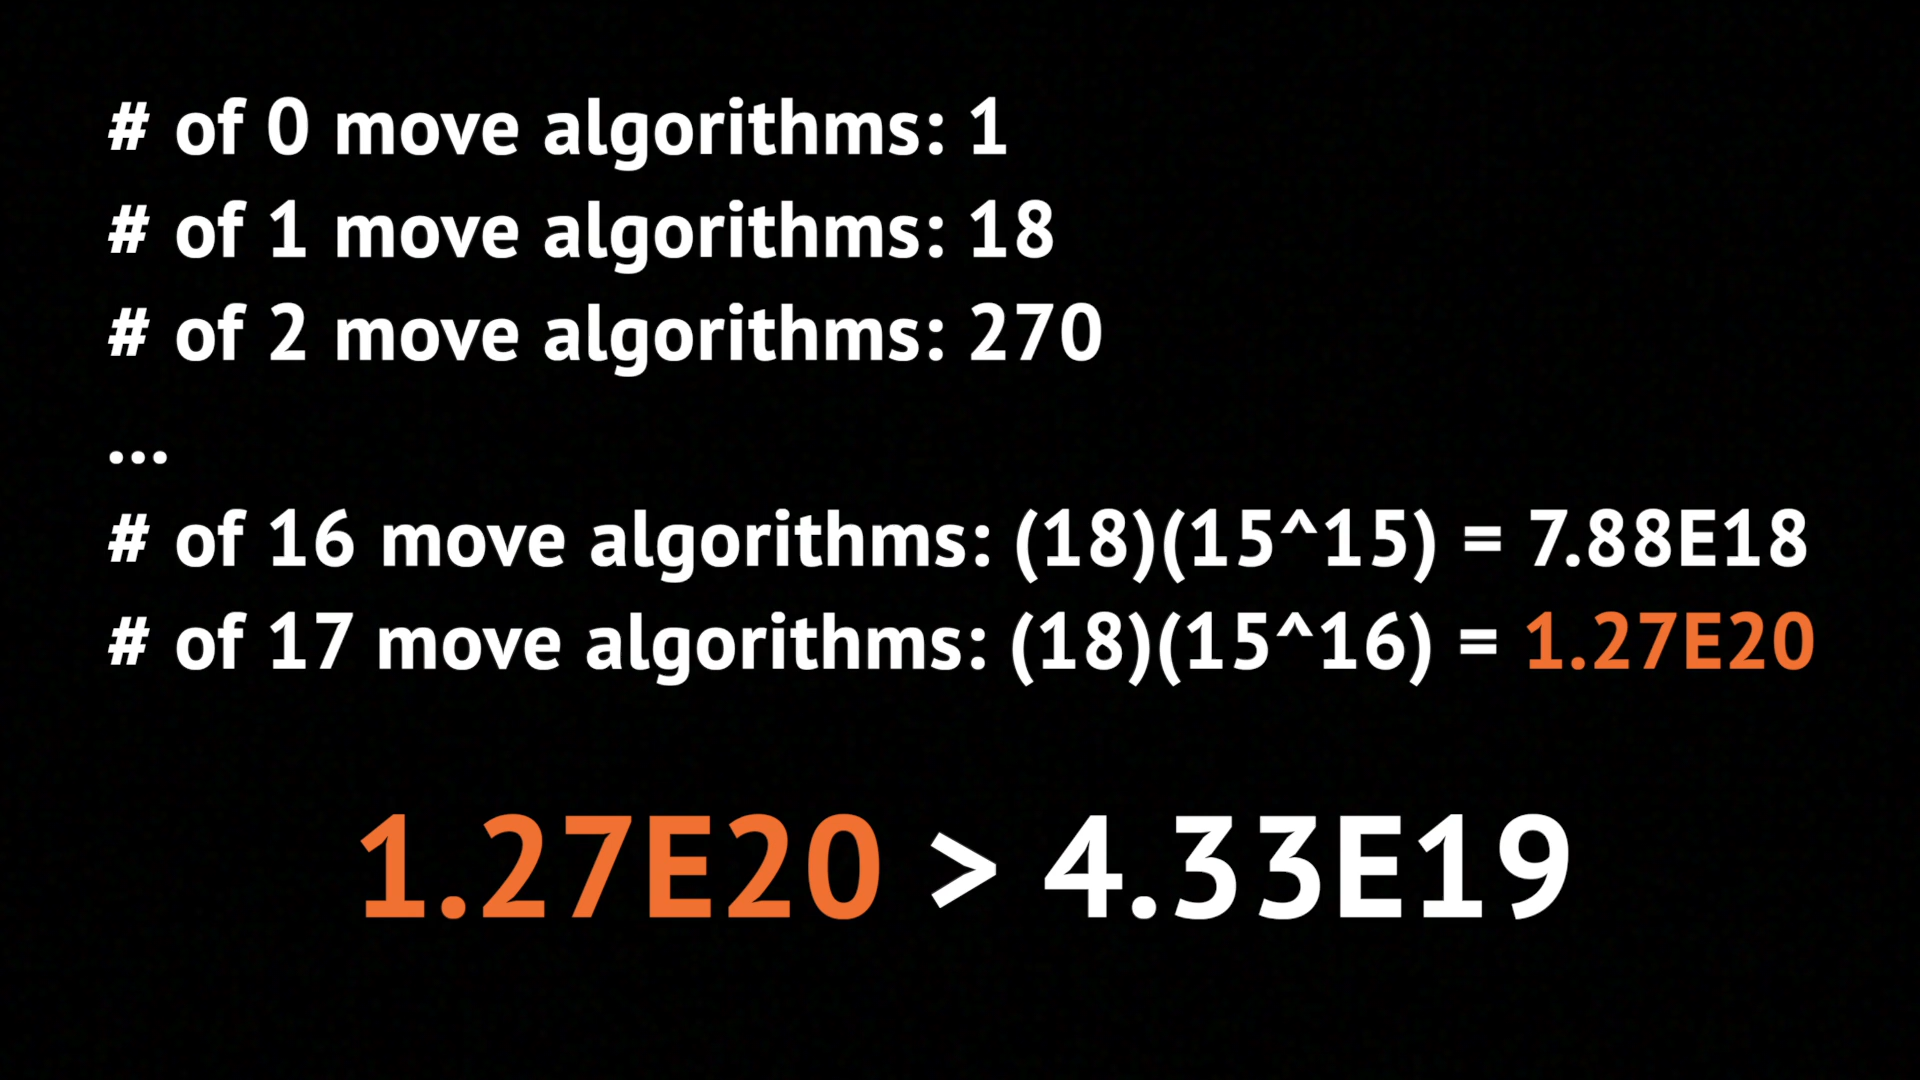 # of 0 move algorithms: 1
# of 1 move algorithms: 18
# of 2 move algorithms: 270
...
# of 16 move algorithms: (18)(15^15) = 7.88E18
# of 17 move algorithms: (18)(15^16) = 1.27E20
1.27E20 > 4.33E19